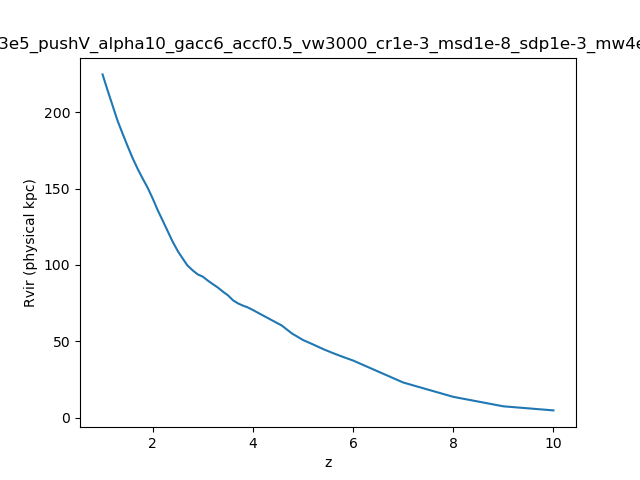 3e5_pushV_alpha10_gacc6_accf0.5_vw3000_cr1e-3_msd1e-8_sdp1e-3_mw4e
200
150
100
50
0
Rvir (physical kpc)
2 4 6 8 10
z